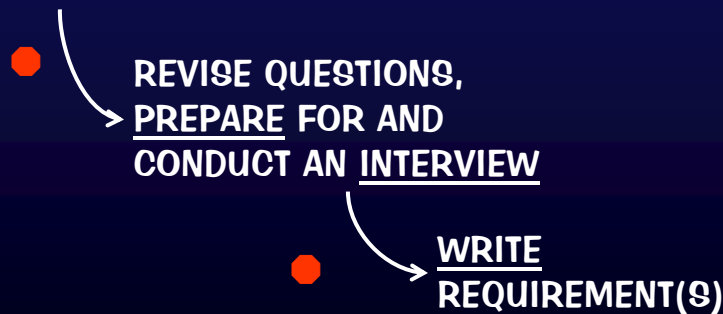 REVISE QUESTIONS,
PREPARE FOR AND
CONDUCT AN INTERVIEW
WRITE
REQUIREMENT(S)